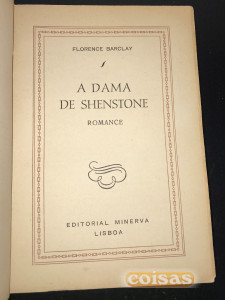 FLORENCE BARCLAY
A DAMA
DE SHENSTONE
ROMANCE
EDITORIAL MINERVA
LISBOA
coisas